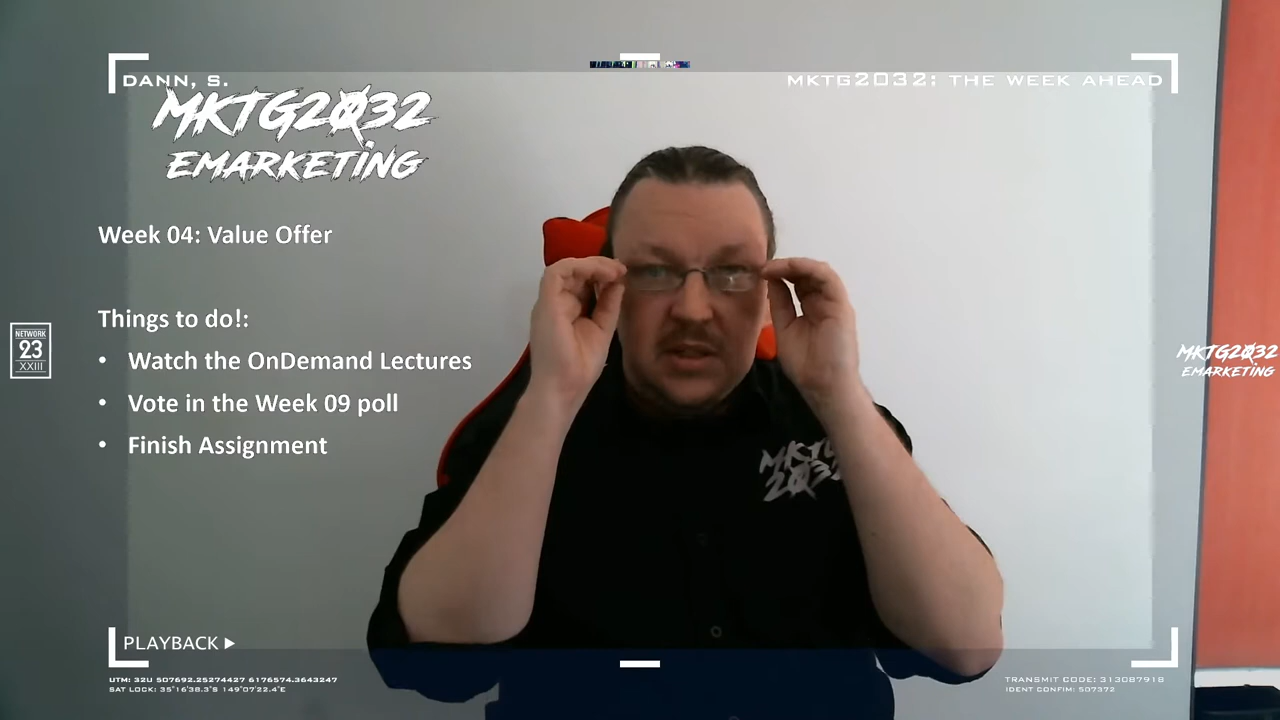 DANN, S.
MKTG2032: THE WEEK AHEAD
MKTG2032
EMARKETING
Week 04: Value Offer
Things to do!:
• Watch the OnDemand Lectures
• Vote in the Week 09 poll
• Finish Assignment
NETWORK
23
XXIII
MKTG2032
EMARKETING
MKTG
2032
PLAYBACK
UTM: 32U 507692.25274427 6176574.3643247
SAT LOCK: 35°16'38.3"S 149°07'22.4"E
TRANSMIT CODE: 313087918
IDENT CONFIM: 507372